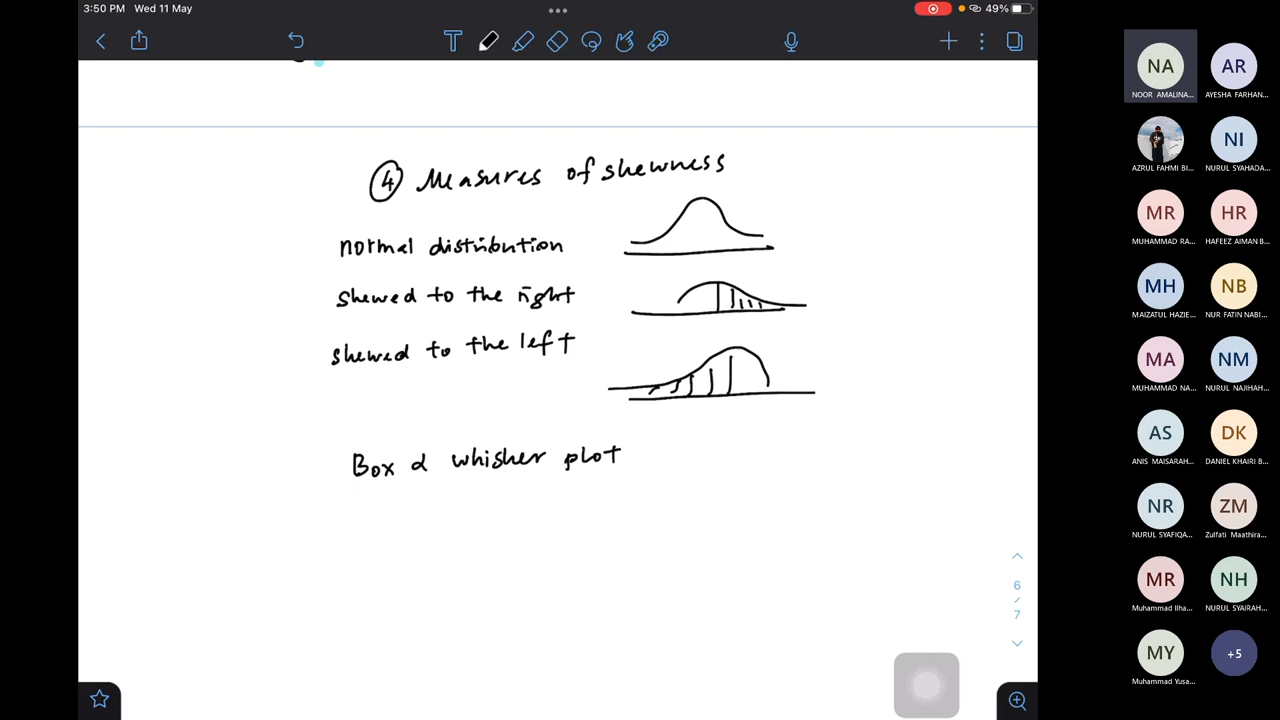 3:50 PM Wed 11 May
49%
④ Measures of skewness
normal distribution
skewed to the right
skewed to the left
Box & whisker plot
6
7
NA
NOOR AMALINA...
AR
AYESHA FARHAN...
AZRUL FAHMI BI...
NI
NURUL SYAHADA...
MR
MUHAMMAD RA...
HR
HAFEEZ AIMAN B...
MH
MAIZATUL HAZIE...
NB
NUR FATIN NABI...
MA
MUHAMMAD NA...
NM
NURUL NAJIHAH...
AS
ANIS MAISARAH...
DK
DANIEL KHAIRI B...
NR
NURUL SYAFIQA...
ZM
Zulfati Maathira...
MR
Muhammad Ilha...
NH
NURUL SYAIRAH...
MY
Muhammad Yusa...
+5